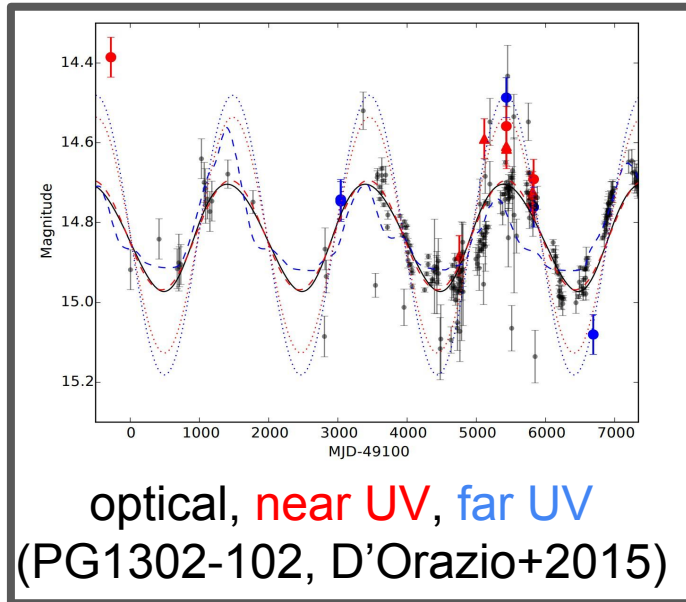 14.4
14.6
14.8
15.0
15.2
Magnitude
0 1000 2000 3000 4000 5000 6000 7000
MJD-49100
optical, near UV, far UV
(PG1302-102, D'Orazio+2015)